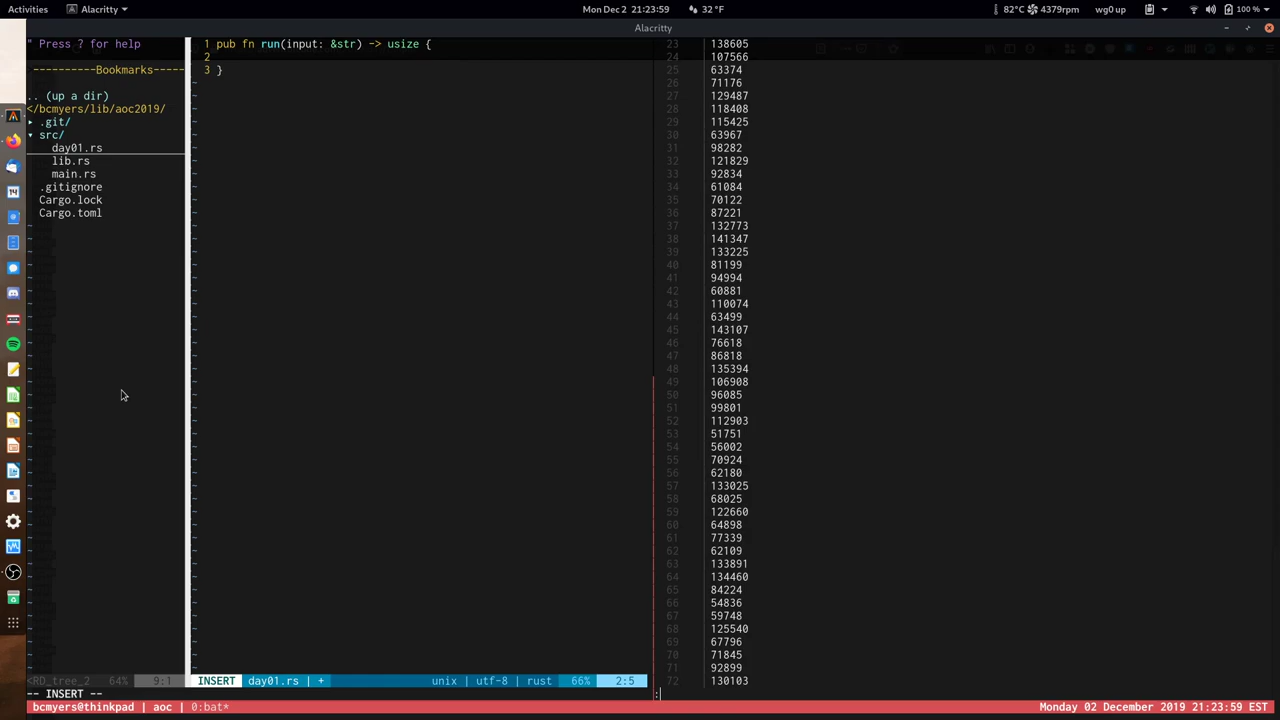 Activities Alacritty Mon Dec 2 21:23:59 32 °F 82°C 4379rpm wg0 up 100 %
Alacritty
" Press ? for help
----------Bookmarks-----
.. (up a dir)
</bcmyers/lib/aoc2019/
▸ .git/
▾ src/
day01.rs
lib.rs
main.rs
.gitignore
Cargo.lock
Cargo.toml
<RD_tree_2 64% 9:1
1 pub fn run(input: &str) -> usize {
2
3 }
INSERT day01.rs | + unix | utf-8 | rust 66% 2:5
-- INSERT --
23 138605
24 107566
25 63374
26 71176
27 129487
28 118408
29 115425
30 63967
31 98282
32 121829
33 92834
34 61084
35 70122
36 87221
37 132773
38 141347
39 133225
40 81199
41 94994
42 60881
43 110074
44 63499
45 143107
46 76618
47 86818
48 135394
49 106908
50 96085
51 99801
52 112903
53 51751
54 56002
55 70924
56 62180
57 133025
58 68025
59 122660
60 64898
61 77339
62 62109
63 133891
64 134460
65 84224
66 54836
67 59748
68 125540
69 67796
70 71845
71 92899
72 130103
:
bcmyers@thinkpad | aoc | 0:bat* Monday 02 December 2019 21:23:59 EST